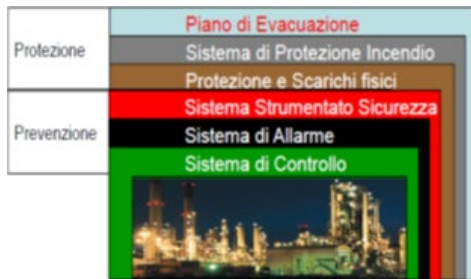 Piano di Evacuazione
Protezione
Sistema di Protezione Incendio
Protezione e Scarichi fisici
Sistema Strumentato Sicurezza
Prevenzione
Sistema di Allarme
Sistema di Controllo